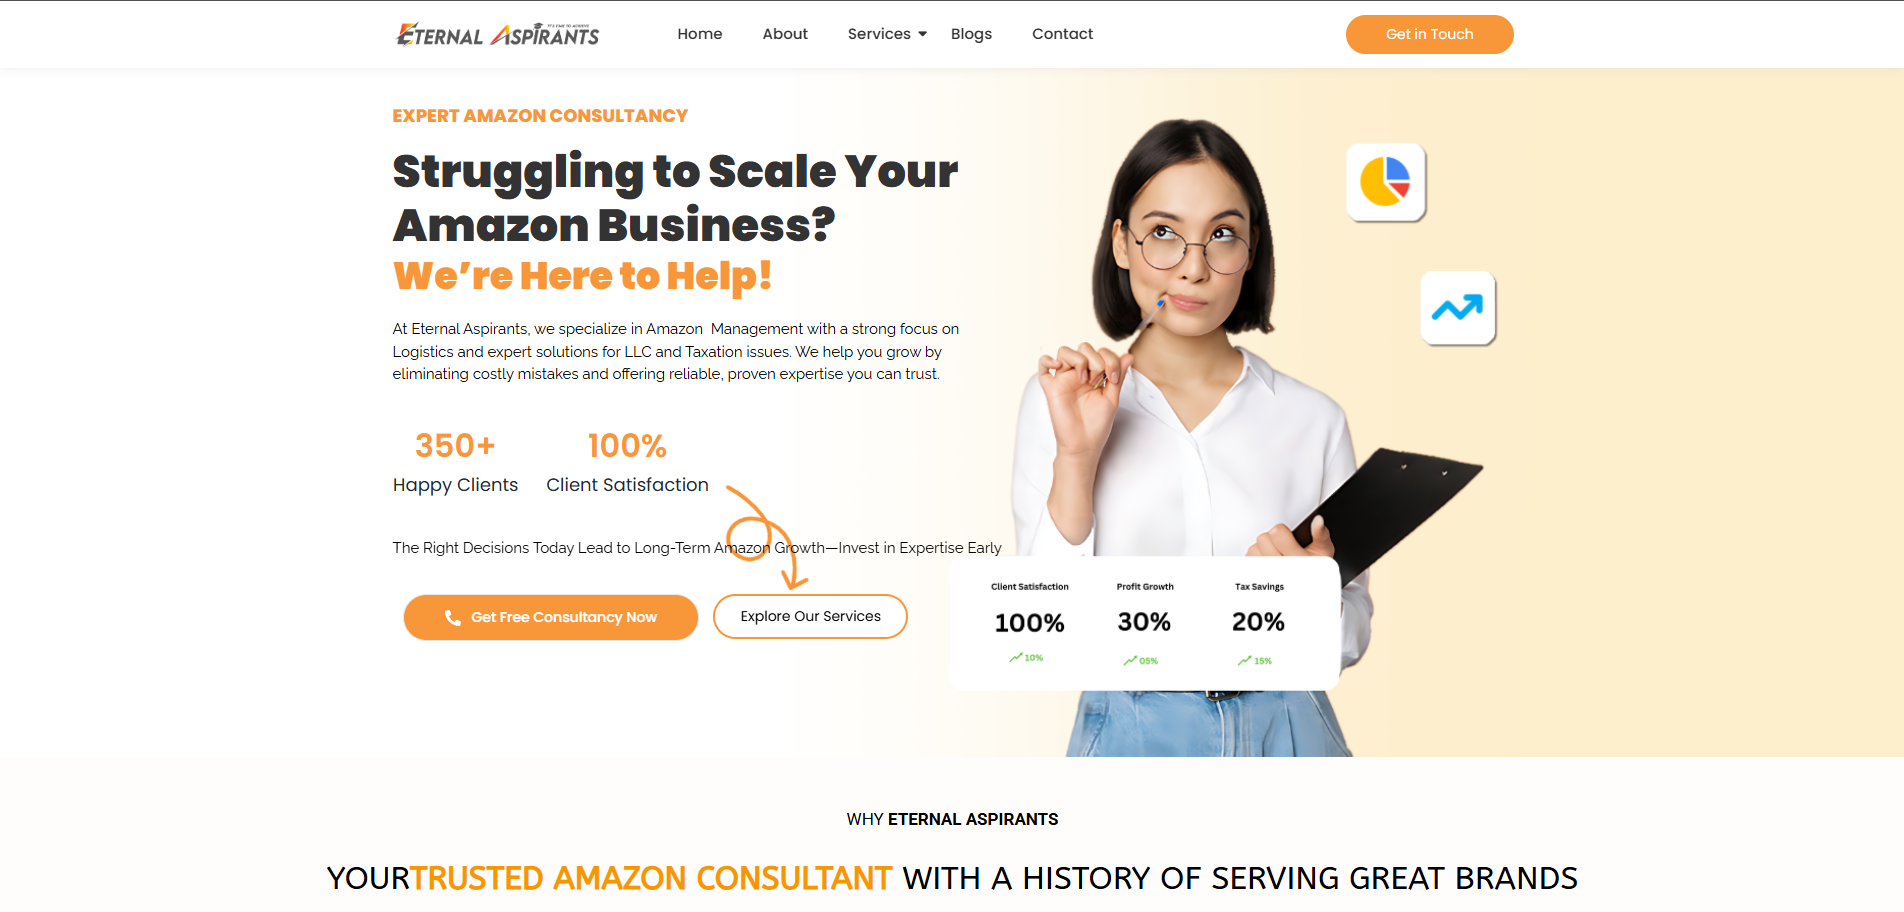 ETERNAL ASPIRANTS
IT'S TIME TO ACHIEVE
Home
About
Services
Blogs
Contact
Get in Touch
EXPERT AMAZON CONSULTANCY
Struggling to Scale Your
Amazon Business?
We're Here to Help!
At Eternal Aspirants, we specialize in Amazon  Management with a strong focus on
Logistics and expert solutions for LLC and Taxation issues. We help you grow by
eliminating costly mistakes and offering reliable, proven expertise you can trust.
350+
Happy Clients
100%
Client Satisfaction
The Right Decisions Today Lead to Long-Term Amazon Growth—Invest in Expertise Early
Get Free Consultancy Now
Explore Our Services
Client Satisfaction
100%
10%
Profit Growth
30%
05%
Tax Savings
20%
15%
WHY ETERNAL ASPIRANTS
YOURTRUSTED AMAZON CONSULTANT WITH A HISTORY OF SERVING GREAT BRANDS